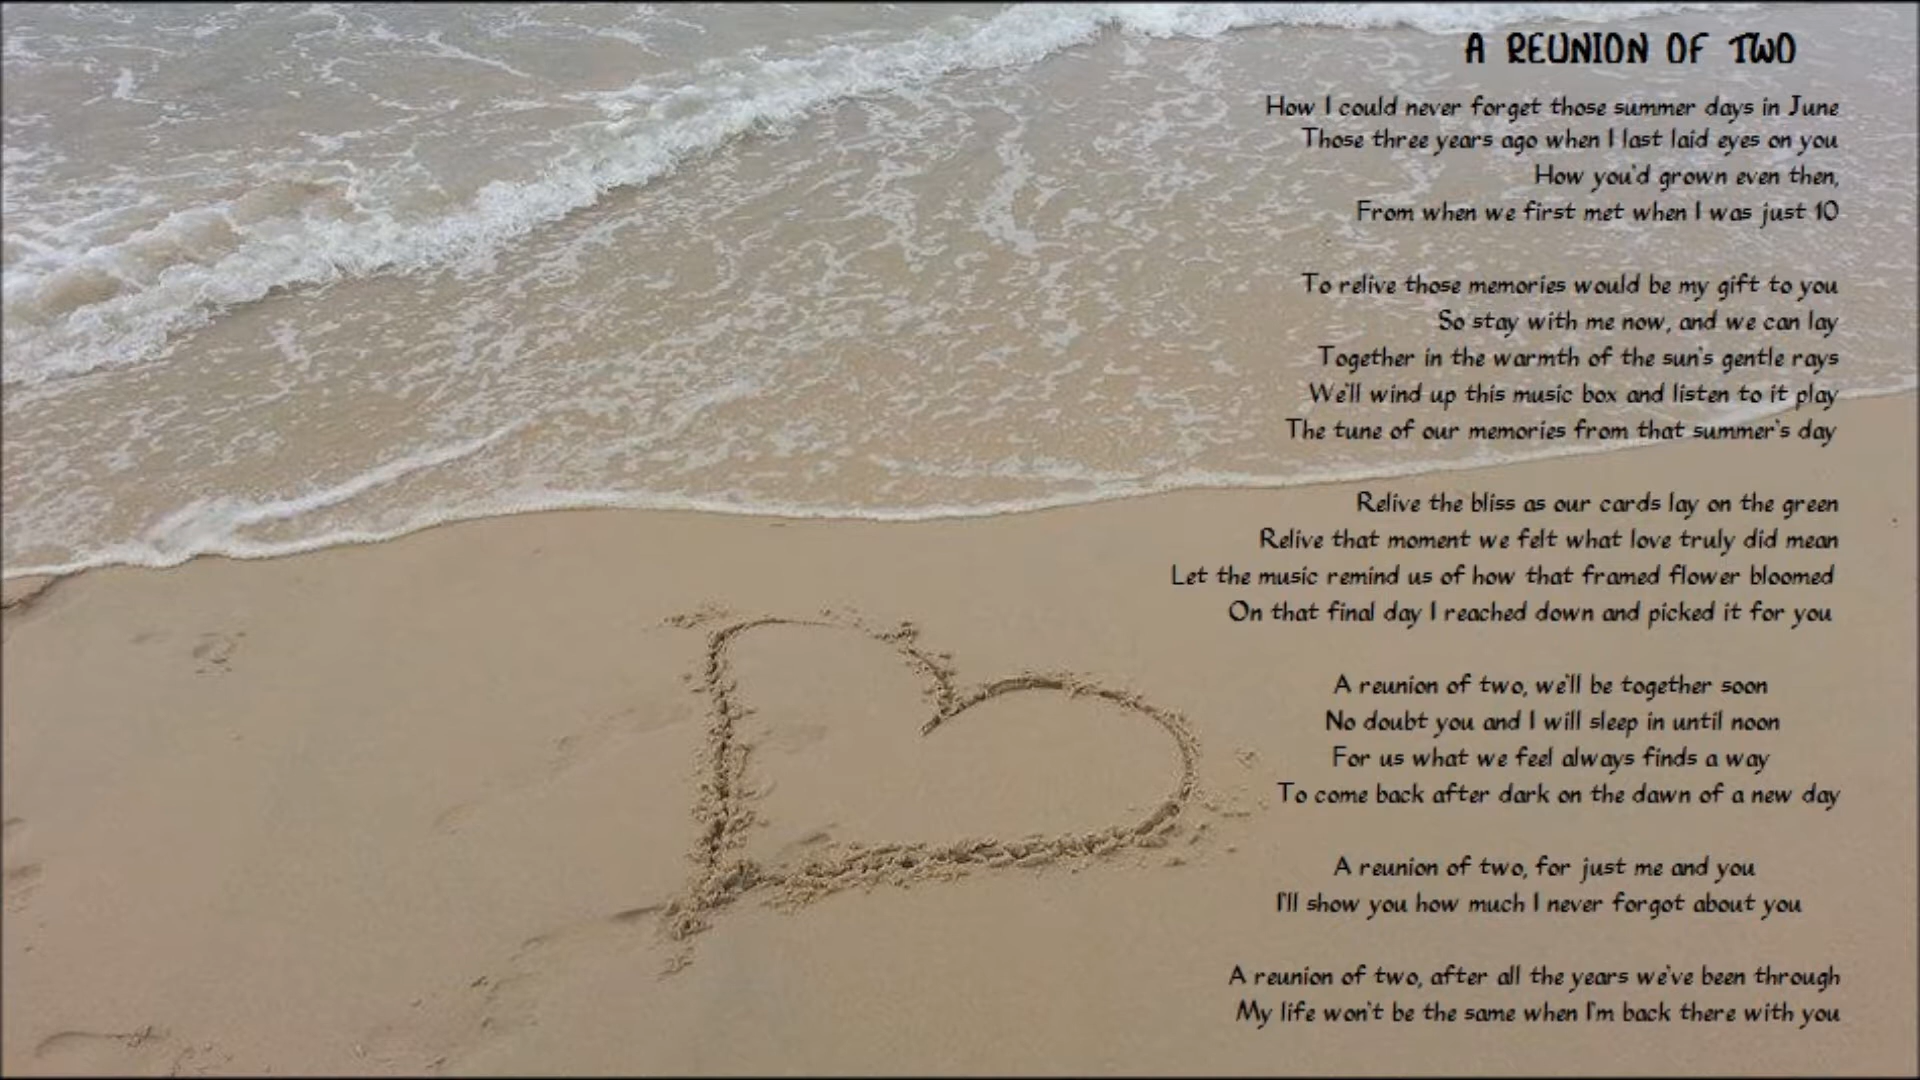 A REUNION OF TWO
How I could never forget those summer days in June
Those three years ago when I last laid eyes on you
How you'd grown even then,
From when we first met when I was just 10
To relive those memories would be my gift to you
So stay with me now, and we can lay
Together in the warmth of the sun's gentle rays
We'll wind up this music box and listen to it play
The tune of our memories from that summer's day
Relive the bliss as our cards lay on the green
Relive that moment we felt what love truly did mean
Let the music remind us of how that framed flower bloomed
On that final day I reached down and picked it for you
A reunion of two, we'll be together soon
No doubt you and I will sleep in until noon
For us what we feel always finds a way
To come back after dark on the dawn of a new day
A reunion of two, for just me and you
I'll show you how much I never forgot about you
A reunion of two, after all the years we've been through
My life won't be the same when I'm back there with you